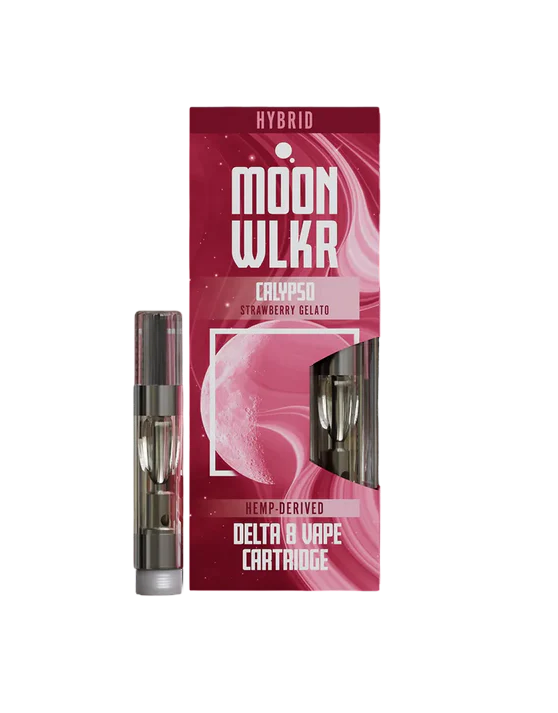 HYBRID
MOON
WLKR
CALYPSO
STRAWBERRY GELATO
HEMP-DERIVED
DELTA 8 VAPE
CARTRIDGE